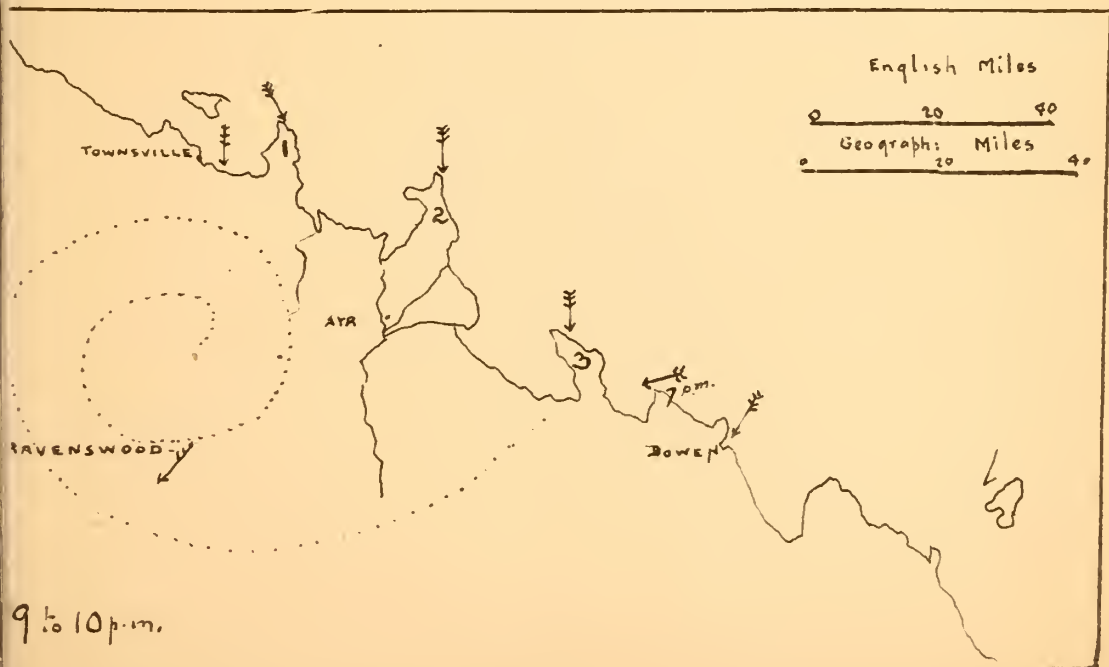 English Miles
0 20 40
Geograph: Miles
0 20 40
TOWNSVILLE
1
2
AYR
3
7 p.m.
BOWEN
RAVENSWOOD
9 to 10 p.m.